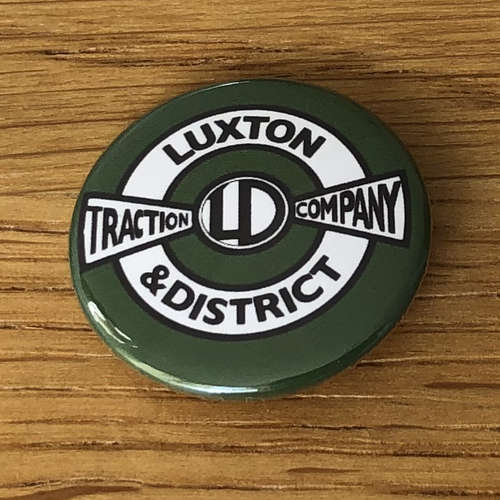 LUXTON
& DISTRICT
TRACTION LD COMPANY